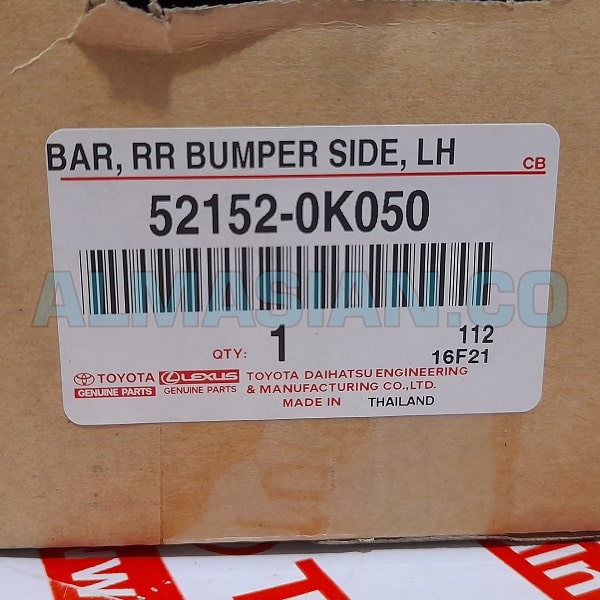 BAR, RR BUMPER SIDE, LH
CB
52152-0K050
ALMASIAN.CO
QTY: 1
112
16F21
TOYOTA
GENUINE PARTS
LEXUS
GENUINE PARTS
TOYOTA DAIHATSU ENGINEERING
& MANUFACTURING CO.,LTD.
MADE IN THAILAND